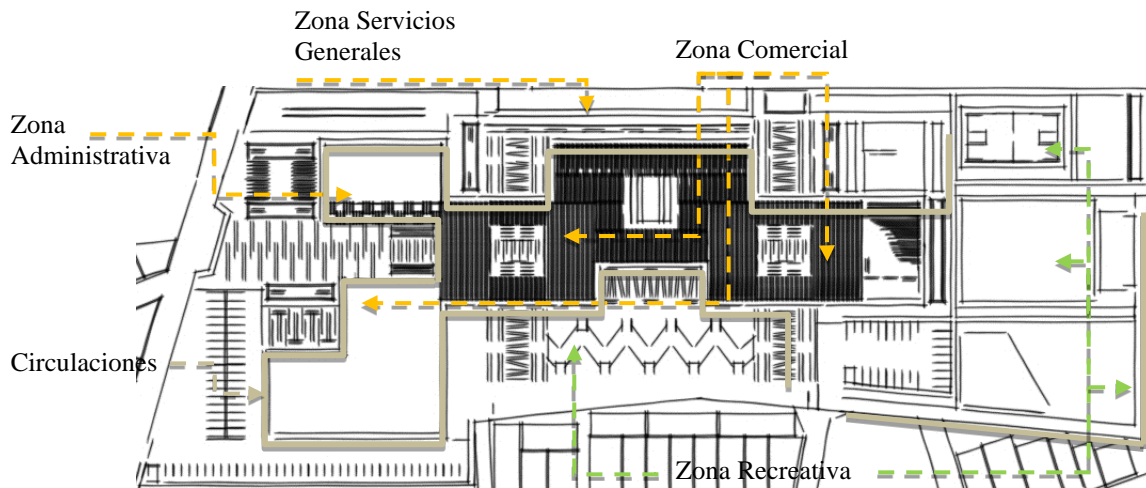 Zona Servicios
Generales
Zona Comercial
Zona
Administrativa
Circulaciones
Zona Recreativa